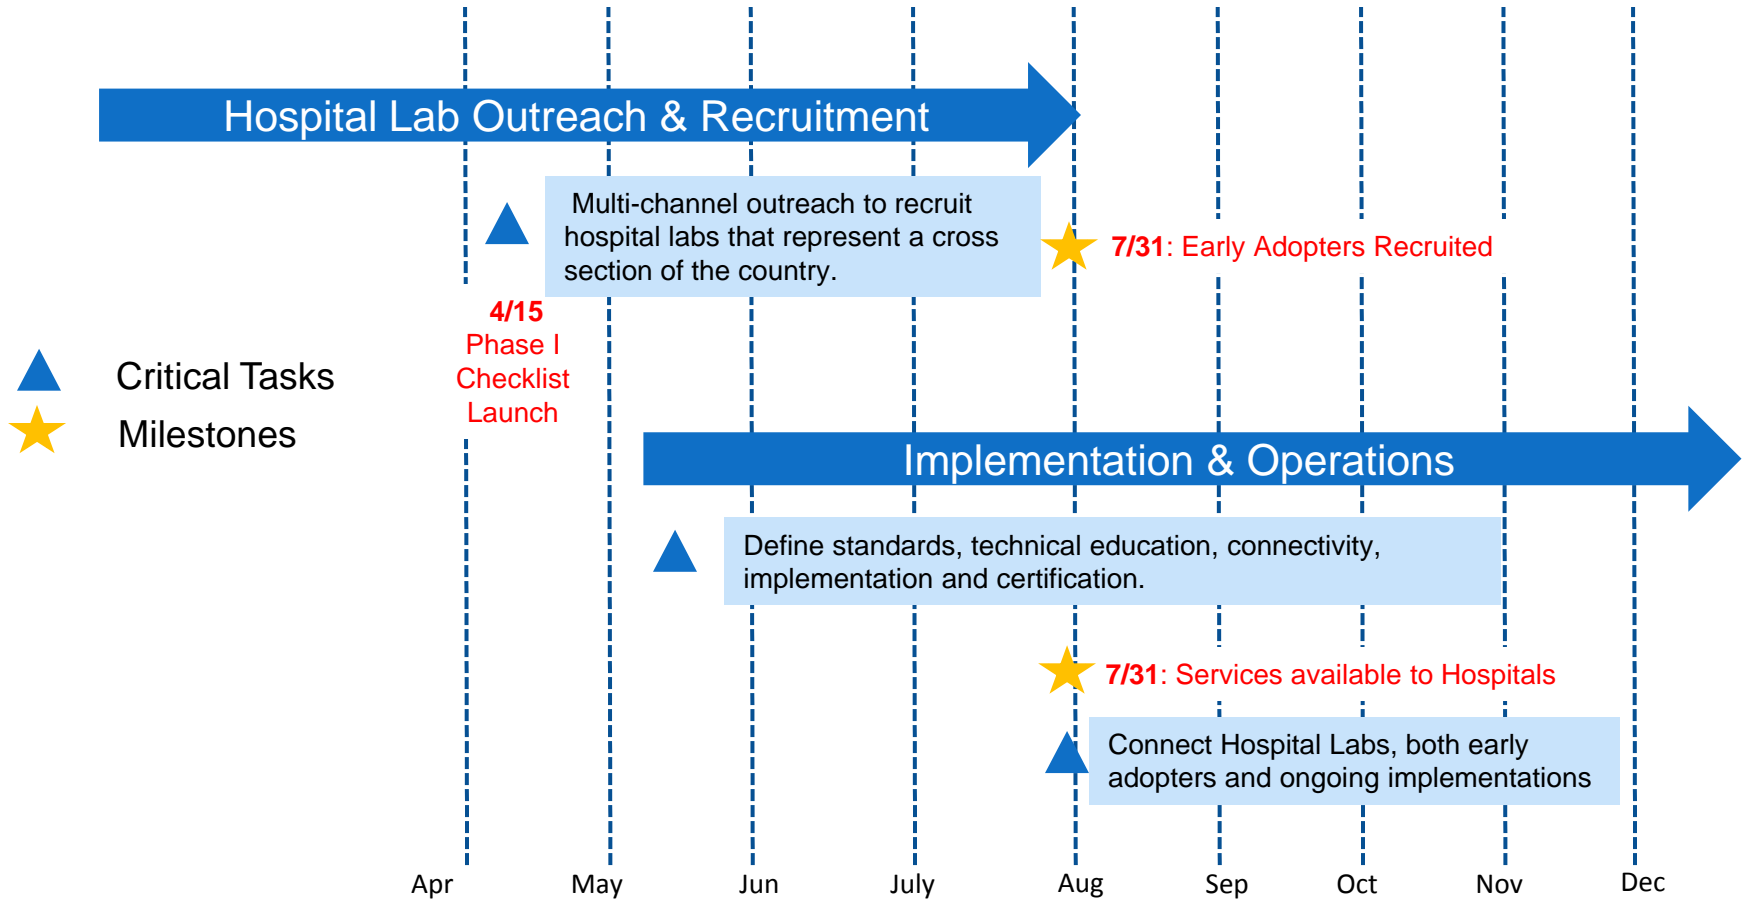 Hospital Lab Outreach & Recruitment
Multi-channel outreach to recruit
hospital labs that represent a cross
section of the country.
7/31: Early Adopters Recruited
4/15
Phase I
Checklist
Launch
Critical Tasks
Milestones
Implementation & Operations
Define standards, technical education, connectivity,
implementation and certification.
7/31: Services available to Hospitals
Connect Hospital Labs, both early
adopters and ongoing implementations
Apr
May
Jun
July
Aug
Sep
Oct
Nov
Dec